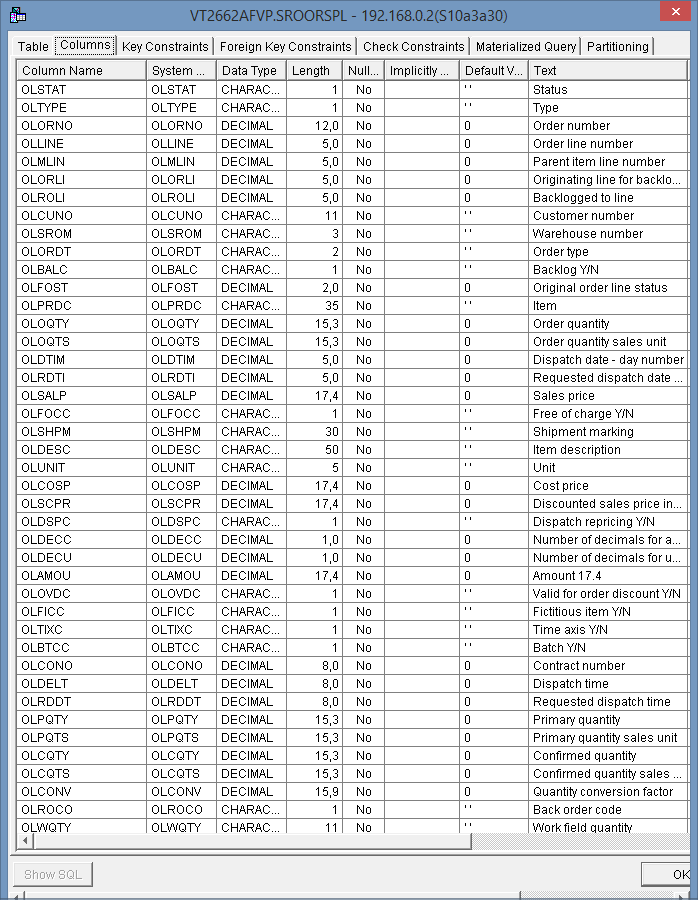 VT2662AFVP.SROORSPL - 192.168.0.2(S10a3a30)
Table Columns Key Constraints Foreign Key Constraints Check Constraints Materialized Query Partitioning
Column Name System ... Data Type Length Null... Implicitly ... Default V... Text
OLSTAT OLSTAT CHARAC... 1 No ' ' Status
OLTYPE OLTYPE CHARAC... 1 No ' ' Type
OLORNO OLORNO DECIMAL 12,0 No 0 Order number
OLLINE OLLINE DECIMAL 5,0 No 0 Order line number
OLMLIN OLMLIN DECIMAL 5,0 No 0 Parent item line number
OLORLI OLORLI DECIMAL 5,0 No 0 Originating line for backlo...
OLROLI OLROLI DECIMAL 5,0 No 0 Backlogged to line
OLCUNO OLCUNO CHARAC... 11 No ' ' Customer number
OLSROM OLSROM CHARAC... 3 No ' ' Warehouse number
OLORDT OLORDT CHARAC... 2 No ' ' Order type
OLBALC OLBALC CHARAC... 1 No ' ' Backlog Y/N
OLFOST OLFOST DECIMAL 2,0 No 0 Original order line status
OLPRDC OLPRDC CHARAC... 35 No ' ' Item
OLOQTY OLOQTY DECIMAL 15,3 No 0 Order quantity
OLOQTS OLOQTS DECIMAL 15,3 No 0 Order quantity sales unit
OLDTIM OLDTIM DECIMAL 5,0 No 0 Dispatch date - day number
OLRDTI OLRDTI DECIMAL 5,0 No 0 Requested dispatch date ...
OLSALP OLSALP DECIMAL 17,4 No 0 Sales price
OLFOCC OLFOCC CHARAC... 1 No ' ' Free of charge Y/N
OLSHPM OLSHPM CHARAC... 30 No ' ' Shipment marking
OLDESC OLDESC CHARAC... 50 No ' ' Item description
OLUNIT OLUNIT CHARAC... 5 No ' ' Unit
OLCOSP OLCOSP DECIMAL 17,4 No 0 Cost price
OLSCPR OLSCPR DECIMAL 17,4 No 0 Discounted sales price in...
OLDSPC OLDSPC CHARAC... 1 No ' ' Dispatch repricing Y/N
OLDECC OLDECC DECIMAL 1,0 No 0 Number of decimals for a...
OLDECU OLDECU DECIMAL 1,0 No 0 Number of decimals for u...
OLAMOU OLAMOU DECIMAL 17,4 No 0 Amount 17.4
OLOVDC OLOVDC CHARAC... 1 No ' ' Valid for order discount Y/N
OLFICC OLFICC CHARAC... 1 No ' ' Fictitious item Y/N
OLTIXC OLTIXC CHARAC... 1 No ' ' Time axis Y/N
OLBTCC OLBTCC CHARAC... 1 No ' ' Batch Y/N
OLCONO OLCONO DECIMAL 8,0 No 0 Contract number
OLDELT OLDELT DECIMAL 8,0 No 0 Dispatch time
OLRDDT OLRDDT DECIMAL 8,0 No 0 Requested dispatch time
OLPQTY OLPQTY DECIMAL 15,3 No 0 Primary quantity
OLPQTS OLPQTS DECIMAL 15,3 No 0 Primary quantity sales unit
OLCQTY OLCQTY DECIMAL 15,3 No 0 Confirmed quantity
OLCQTS OLCQTS DECIMAL 15,3 No 0 Confirmed quantity sales ...
OLCONV OLCONV DECIMAL 15,9 No 0 Quantity conversion factor
OLROCO OLROCO CHARAC... 1 No ' ' Back order code
OLWQTY OLWQTY CHARAC... 11 No ' ' Work field quantity
Show SQL OK